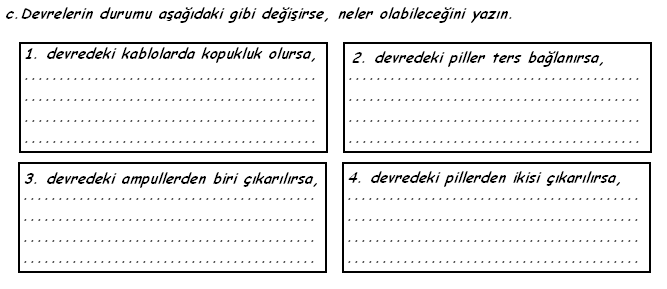 c. Devrelerin durumu aşağıdaki gibi değişirse, neler olabileceğini yazın.
1. devredeki kablolarda kopukluk olursa,
2. devredeki piller ters bağlanırsa,
3. devredeki ampullerden biri çıkarılırsa,
4. devredeki pillerden ikisi çıkarılırsa,